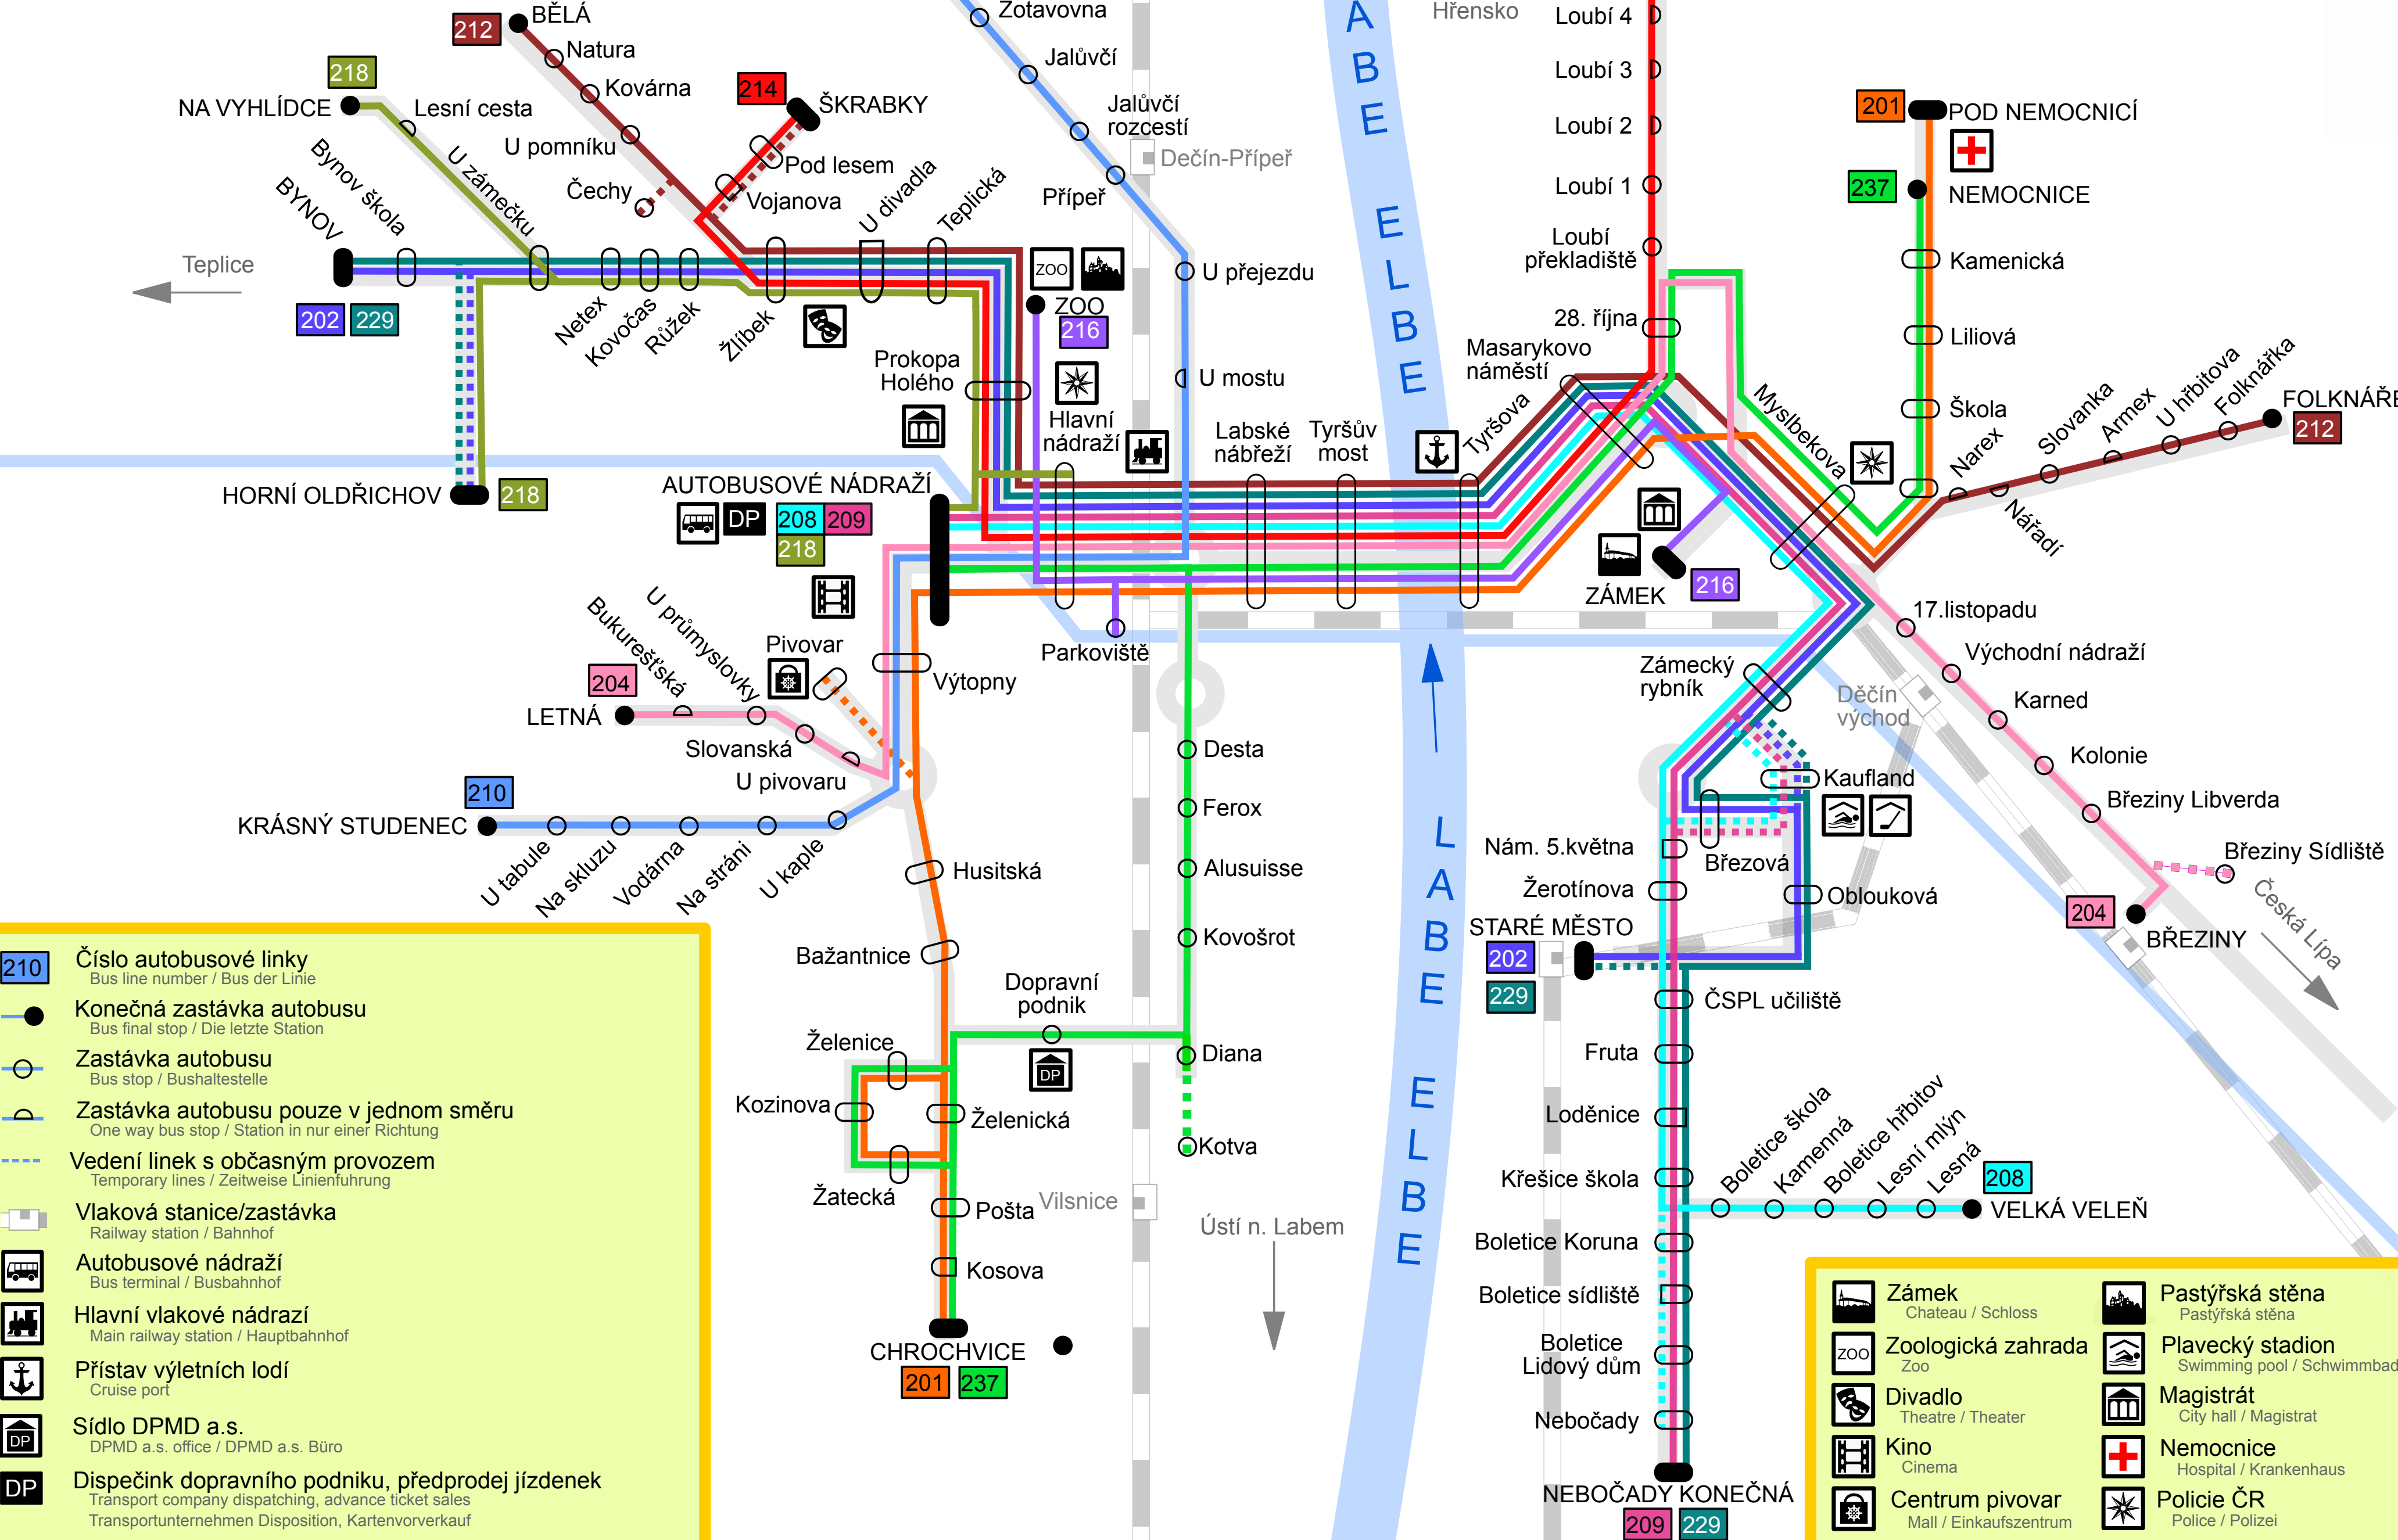 Zotavovna
Jalůvčí
Jalůvčí
rozcestí
Dečín-Přípeř
Přípeř
U přejezdu
U mostu
Hřensko
LABE ELBE
LABE ELBE
Loubí 4
Loubí 3
Loubí 2
Loubí 1
Loubí
překladiště
28. října
Masarykovo
náměstí
212
BĚLÁ
Natura
Kovárna
U pomníku
Čechy
218
NA VYHLÍDCE
Lesní cesta
U zámečku
Bynov škola
BYNOV
Teplice
202
229
214
ŠKRABKY
Pod lesem
Vojanova
U divadla
Teplická
Netex
Kovočas
Růžek
Žlíbek
Prokopa
Holého
ZOO
ZOO
216
Hlavní
nádraží
Labské
nábřeží
Tyršův
most
Tyršova
HORNÍ OLDŘICHOV
218
AUTOBUSOVÉ NÁDRAŽÍ
DP
208
209
218
201
POD NEMOCNICÍ
237
NEMOCNICE
Kamenická
Liliová
Škola
Myslbekova
Narex
Nářadí
Slovanka
Armex
U hřbitova
Folknářka
FOLKNÁŘE
212
ZÁMEK
216
Parkoviště
Výtopny
Pivovar
U průmyslovky
Bukurešťská
204
LETNÁ
Slovanská
U pivovaru
210
KRÁSNÝ STUDENEC
U tabule
Na skluzu
Vodárna
Na stráni
U kaple
Husitská
Bažantnice
Dopravní
podnik
DP
Želenice
Kozinova
Želenická
Žatecká
Pošta
Kosova
CHROCHVICE
201
237
Desta
Ferox
Alusuisse
Kovošrot
Diana
Kotva
Vilsnice
Ústí n. Labem
17.listopadu
Východní nádraží
Karned
Kolonie
Březiny Libverda
Březiny Sídliště
204
BŘEZINY
Česká Lípa
Zámecký
rybník
Děčín
východ
Kaufland
Březová
Oblouková
Nám. 5.května
Žerotínova
STARÉ MĚSTO
202
229
ČSPL učiliště
Fruta
Loděnice
Křešice škola
Boletice Koruna
Boletice sídliště
Boletice
Lidový dům
Nebočady
NEBOČADY KONEČNÁ
209
229
Boletice škola
Kamenná
Boletice hřbitov
Lesní mlýn
Lesná
208
VELKÁ VELEŇ
210
Číslo autobusové linky
Bus line number / Bus der Linie
Konečná zastávka autobusu
Bus final stop / Die letzte Station
Zastávka autobusu
Bus stop / Bushaltestelle
Zastávka autobusu pouze v jednom směru
One way bus stop / Station in nur einer Richtung
Vedení linek s občasným provozem
Temporary lines / Zeitweise Linienfuhrung
Vlaková stanice/zastávka
Railway station / Bahnhof
Autobusové nádraží
Bus terminal / Busbahnhof
Hlavní vlakové nádrazí
Main railway station / Hauptbahnhof
Přístav výletních lodí
Cruise port
DP
Sídlo DPMD a.s.
DPMD a.s. office / DPMD a.s. Büro
DP
Dispečink dopravního podniku, předprodej jízdenek
Transport company dispatching, advance ticket sales
Transportunternehmen Disposition, Kartenvorverkauf
Zámek
Chateau / Schloss
ZOO
Zoologická zahrada
Zoo
Divadlo
Theatre / Theater
Kino
Cinema
Centrum pivovar
Mall / Einkaufszentrum
Pastýřská stěna
Pastýřská stěna
Plavecký stadion
Swimming pool / Schwimmbad
Magistrát
City hall / Magistrat
Nemocnice
Hospital / Krankenhaus
Policie ČR
Police / Polizei